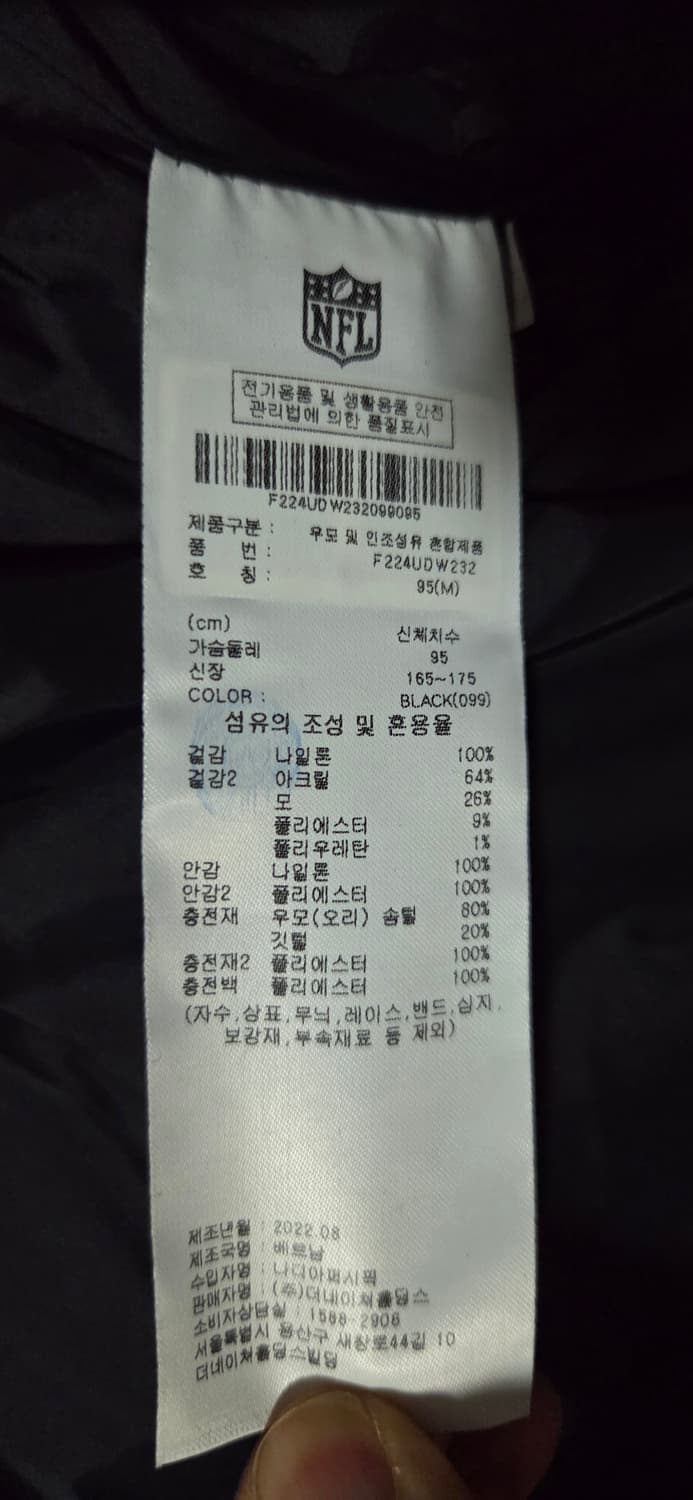 NFL
전기용품 및 생활용품 안전
관리법에 의한 품질표시
F224UDW232099095
제품구분 : 우모 및 인조섬유 혼합제품
품 번 : F224UDW232
호 칭 : 95(M)
(cm) 신체치수
가슴둘레 95
신장 165~175
COLOR : BLACK(099)
섬유의 조성 및 혼용율
겉감 나일론 100%
겉감2 아크릴 64%
모 26%
폴리에스터 9%
폴리우레탄 1%
안감 나일론 100%
안감2 폴리에스터 100%
충전재 우모(오리) 솜털 80%
깃털 20%
충전재2 폴리에스터 100%
충전백 폴리에스터 100%
(자수,상표,무늬,레이스,밴드,심지,
보강재,부속재료 등 제외)
제조년월 : 2022.08
제조국명 : 베트남
수입자명 : 나디아퍼시픽
판매자명 : (주)더네이쳐홀딩스
소비자상담실 : 1588-2906
서울특별시 용산구 새창로44길 10
더네이쳐홀딩스빌딩